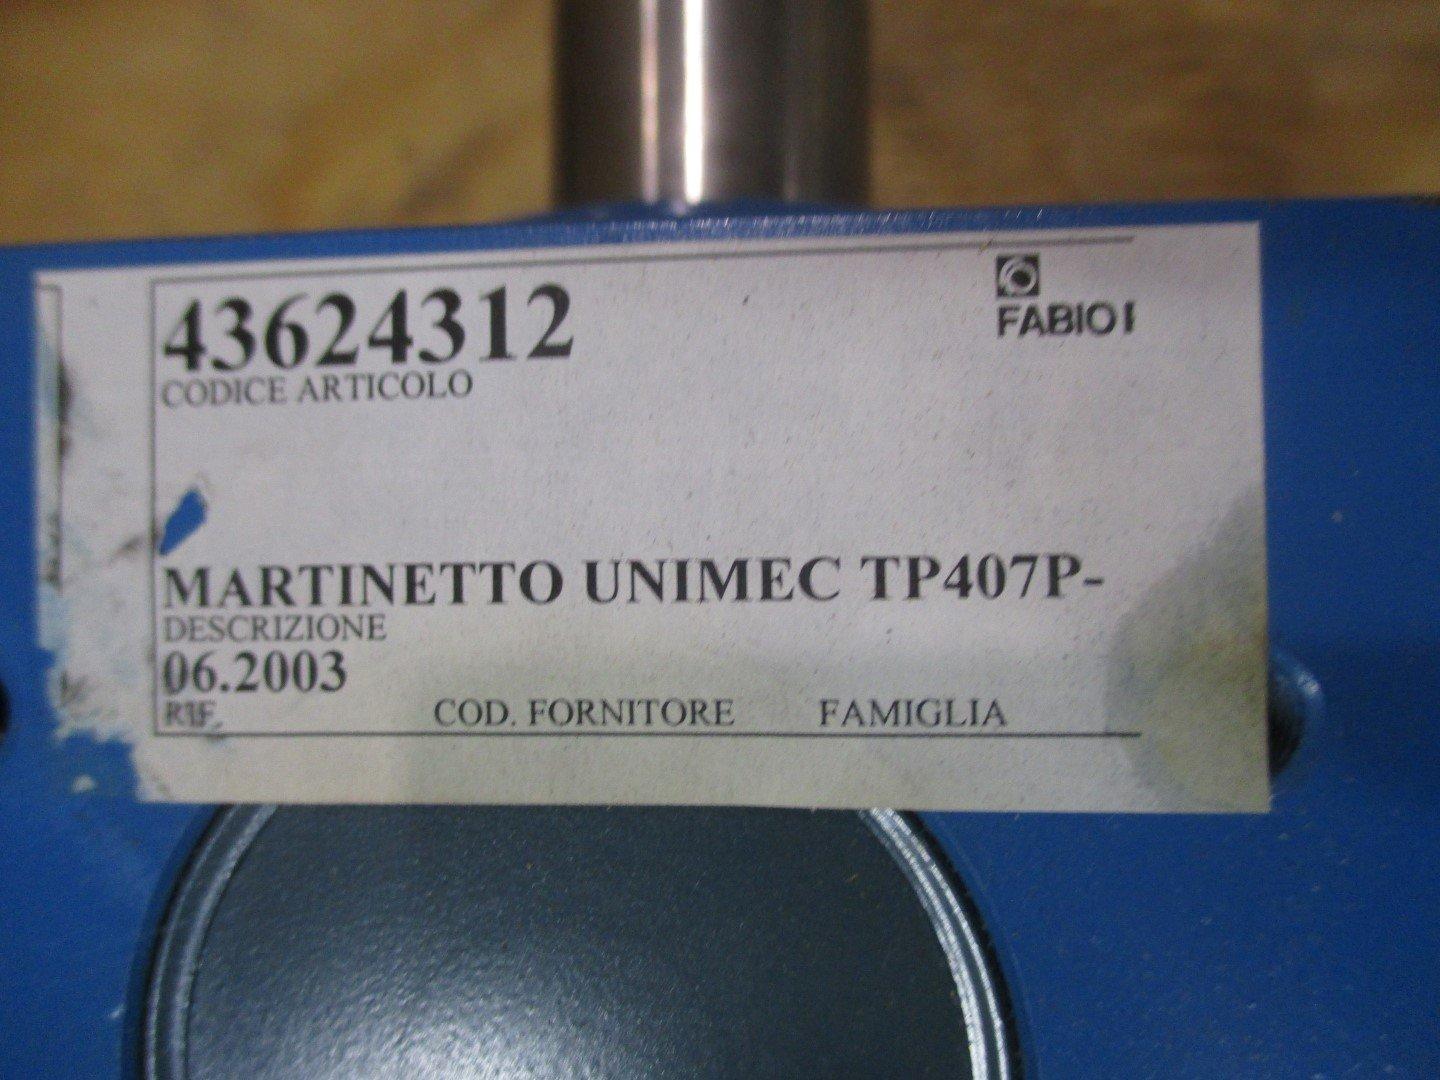 43624312
FABIO
CODICE ARTICOLO
MARTINETTO UNIMEC TP407P-
DESCRIZIONE
06.2003
RIF.
COD. FORNITORE FAMIGLIA